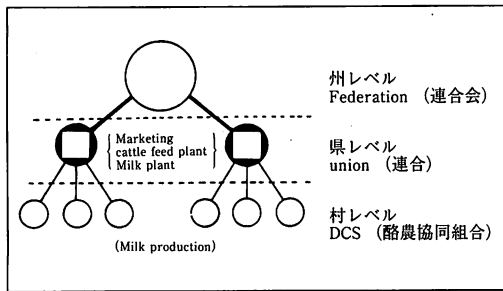 州レベル
Federation （連合会）
Marketing
cattle feed plant
Milk plant
県レベル
union （連合）
村レベル
DCS （酪農協同組合）
(Milk production)